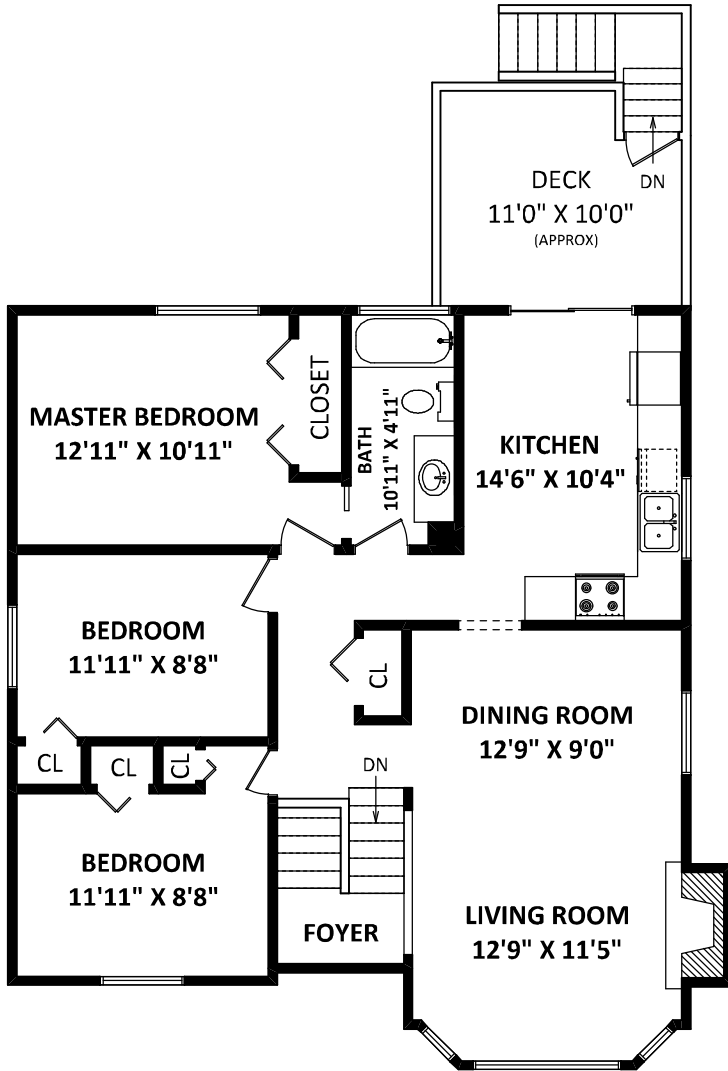 DECK
11'0" X 10'0"
(APPROX)
DN
MASTER BEDROOM
12'11" X 10'11"
CLOSET
BATH
10'11" X 4'11"
KITCHEN
14'6" X 10'4"
BEDROOM
11'11" X 8'8"
CL
DINING ROOM
12'9" X 9'0"
CL
CL
CL
DN
BEDROOM
11'11" X 8'8"
FOYER
LIVING ROOM
12'9" X 11'5"